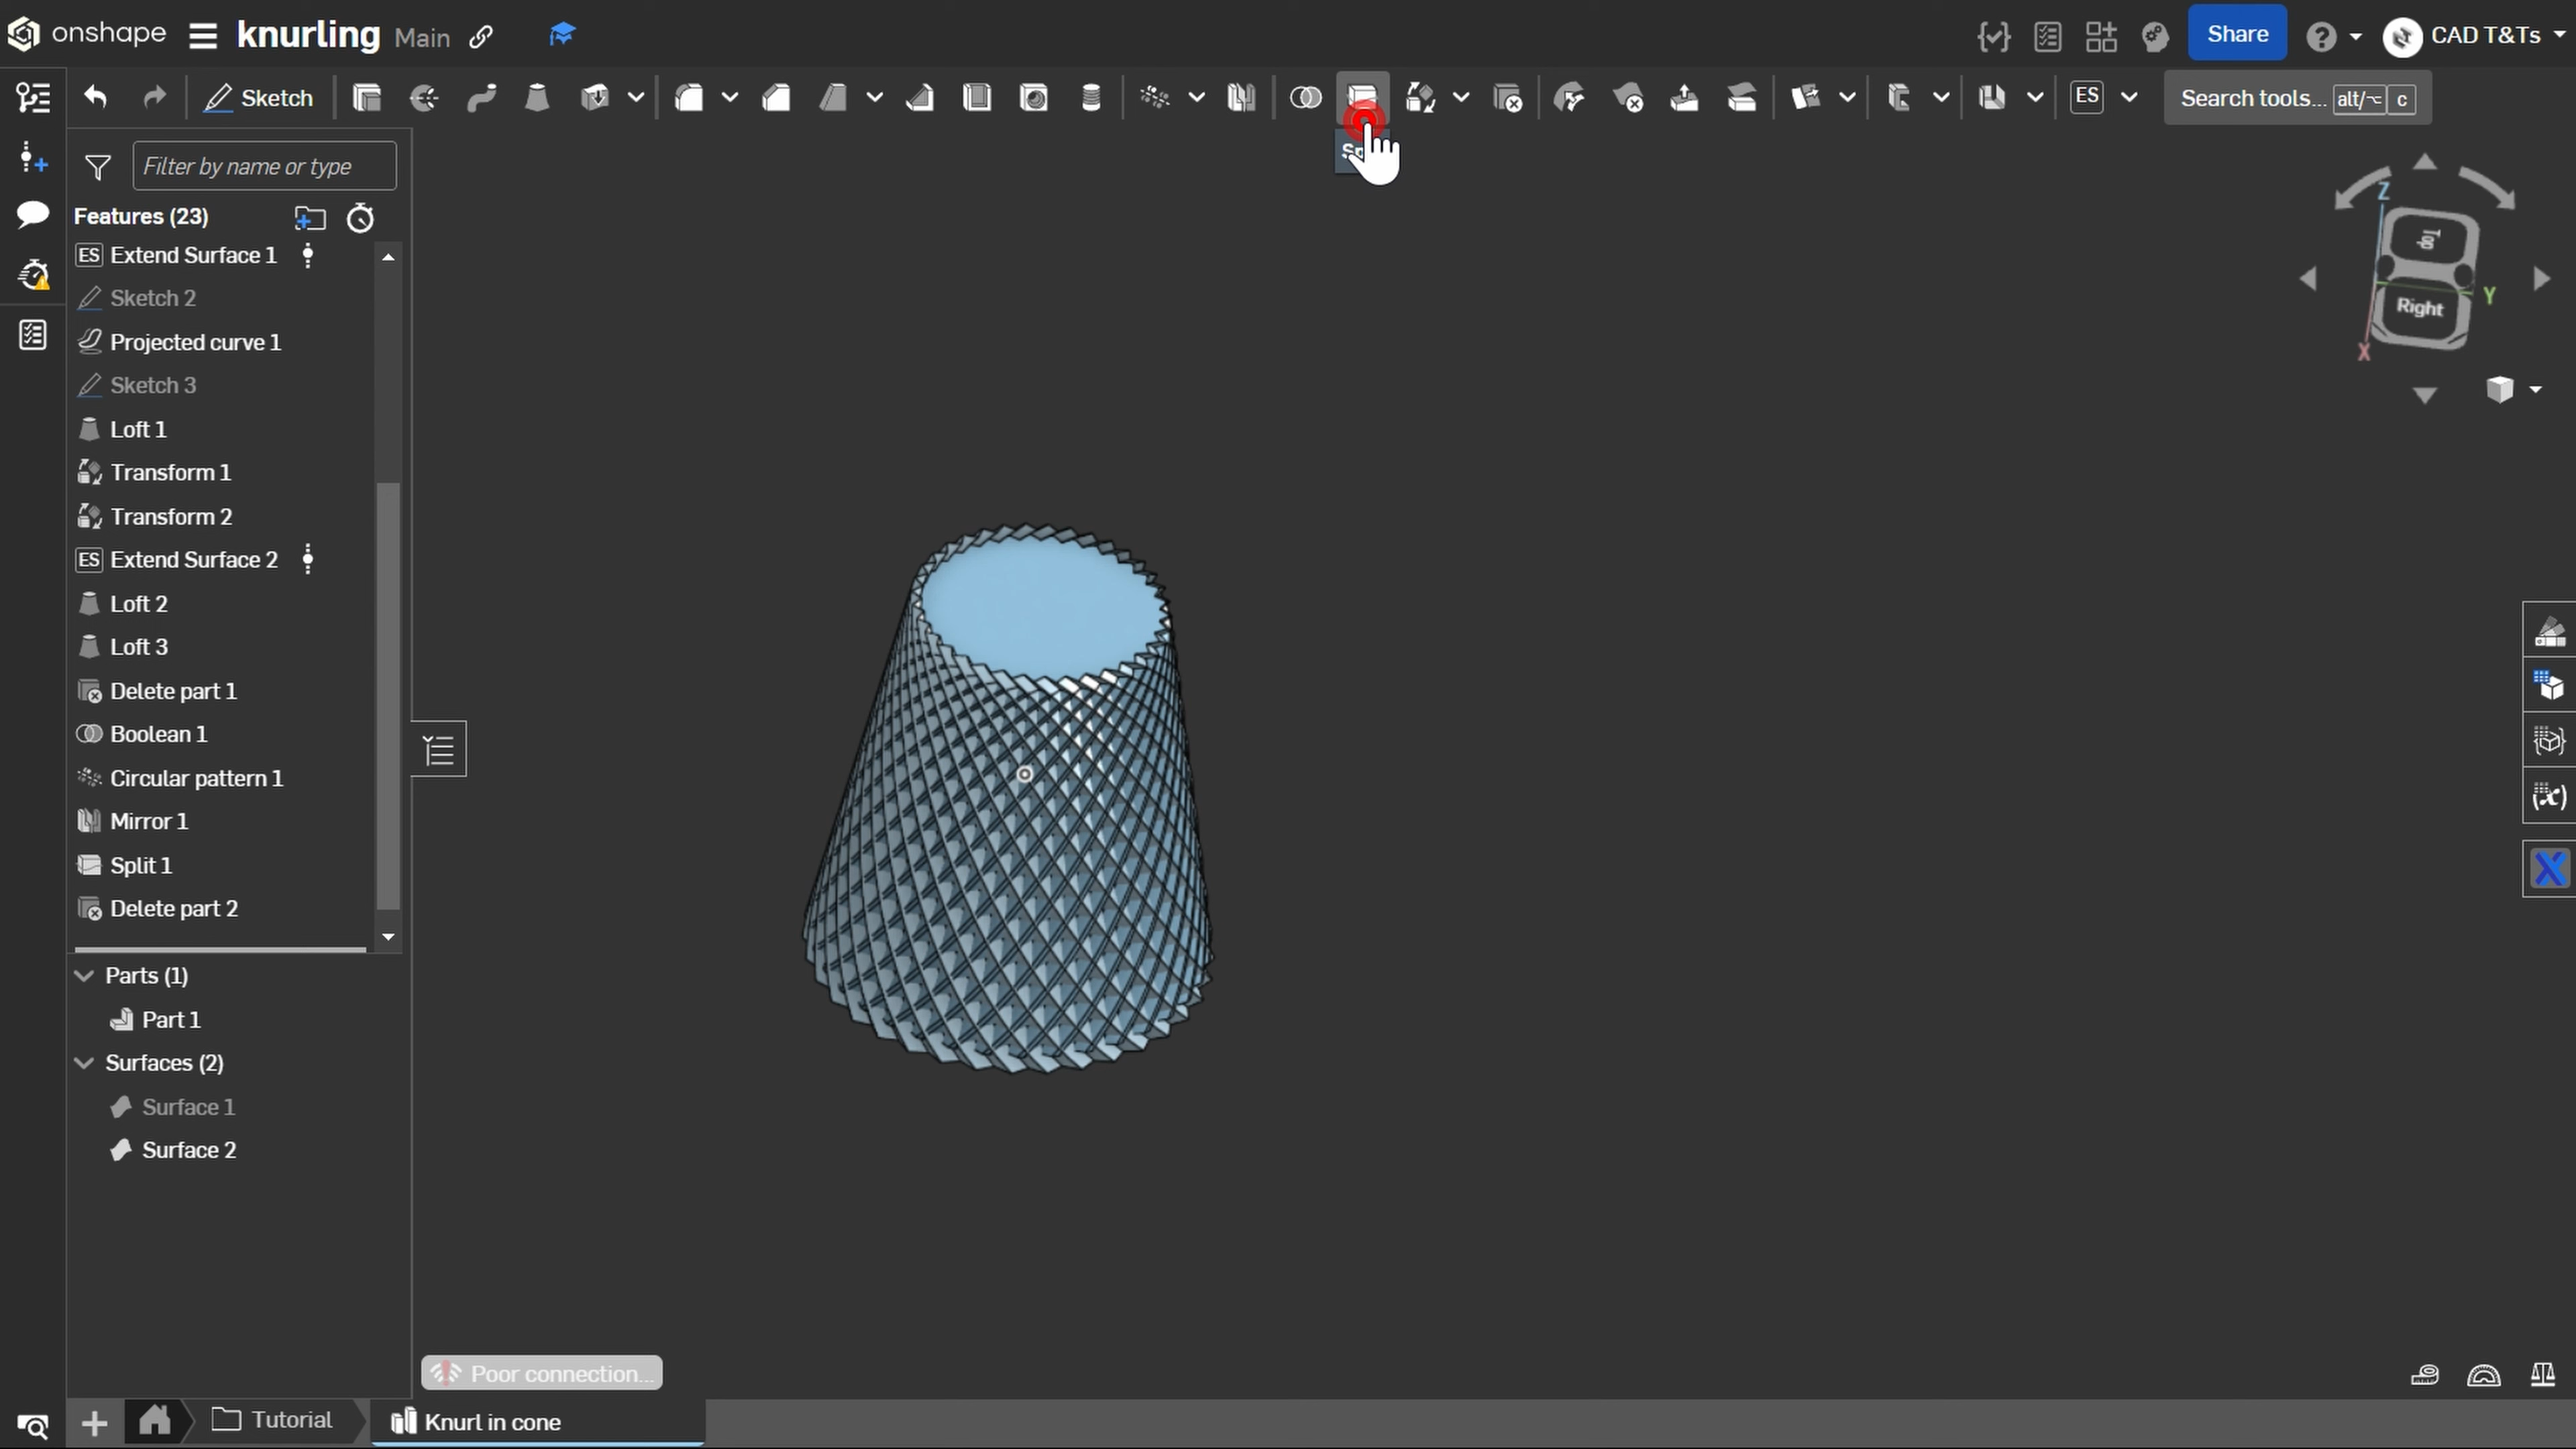 onshape knurling Main Share CAD T&Ts
Sketch ES Search tools... alt/⌥ c
Filter by name or type
Features (23)
ES Extend Surface 1
Sketch 2
Projected curve 1
Sketch 3
Loft 1
Transform 1
Transform 2
ES Extend Surface 2
Loft 2
Loft 3
Delete part 1
Boolean 1
Circular pattern 1
Mirror 1
Split 1
Delete part 2
Parts (1)
Part 1
Surfaces (2)
Surface 1
Surface 2
Z
Top
Y
Right
X
(x)
Poor connection...
Tutorial
Knurl in cone